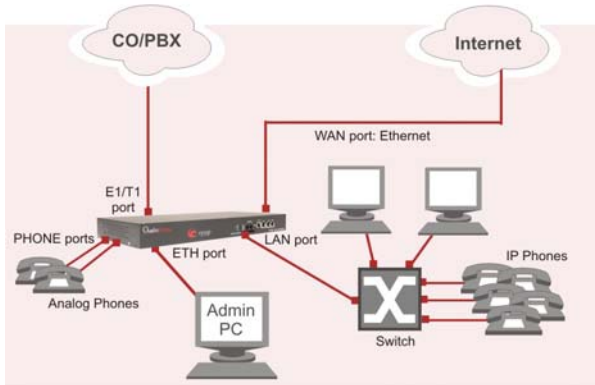 CO/PBX
Internet
WAN port: Ethernet
E1/T1
port
PHONE ports
ETH port
LAN port
IP Phones
Analog Phones
Admin
PC
Switch